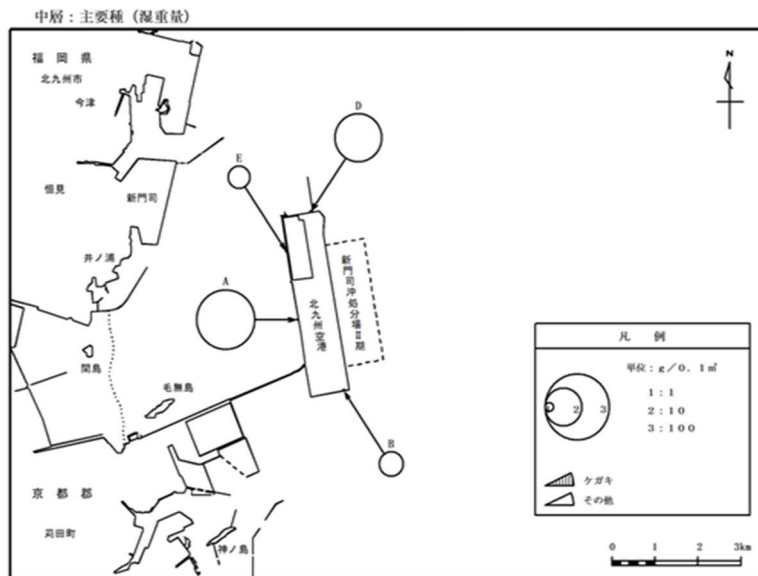 中層：主要種（湿重量）
福岡県
北九州市
今津
D
N
E
恒見
新門司
井ノ浦
A
新門司沖処分場Ⅱ期
北九州空港
間島
毛無島
B
京都郡
苅田町
神ノ島
凡例
単位：g／0．1㎡
2 3
1：1
2：10
3：100
ケガキ
その他
0 1 2 3km